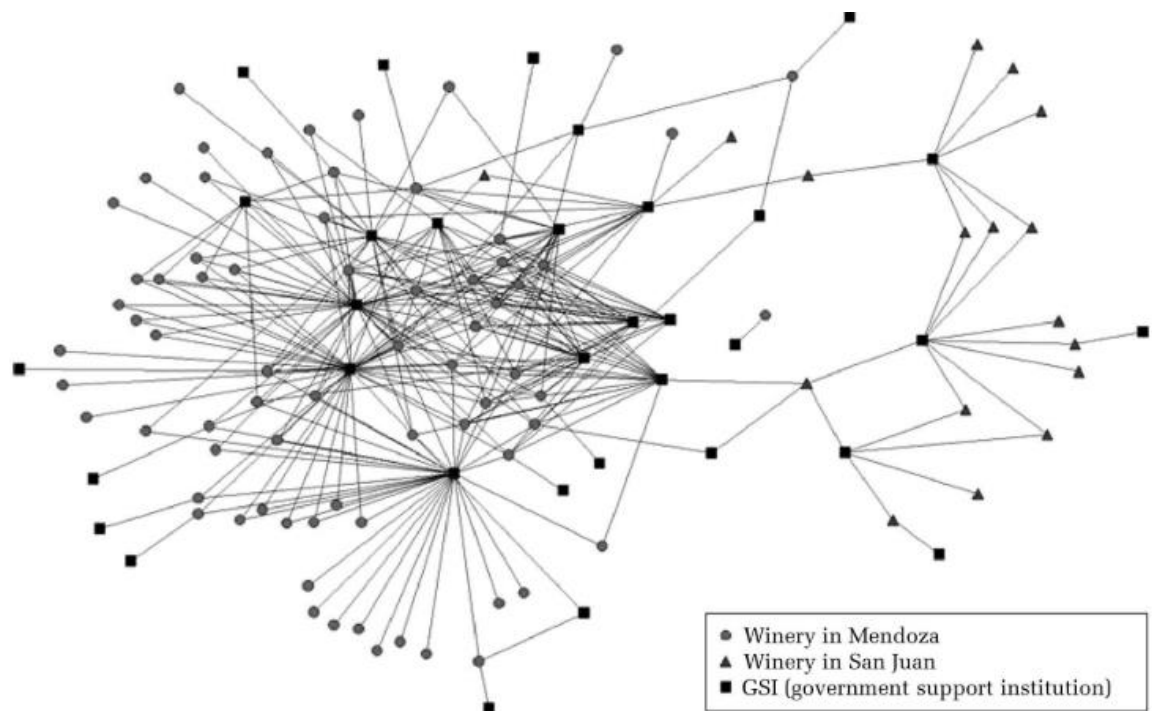 Winery in Mendoza
Winery in San Juan
GSI (government support institution)